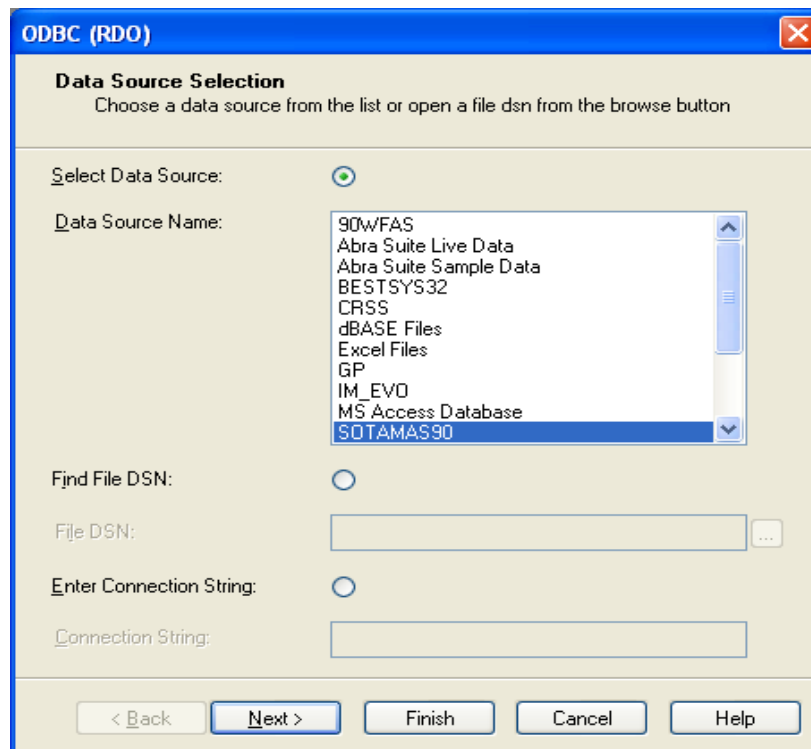 ODBC (RDO)
Data Source Selection
Choose a data source from the list or open a file dsn from the browse button
Select Data Source:
Data Source Name:
90WFAS
Abra Suite Live Data
Abra Suite Sample Data
BESTSYS32
CRSS
dBASE Files
Excel Files
GP
IM_EVO
MS Access Database
SOTAMAS90
Find File DSN:
File DSN:
...
Enter Connection String:
Connection String:
< Back Next > Finish Cancel Help